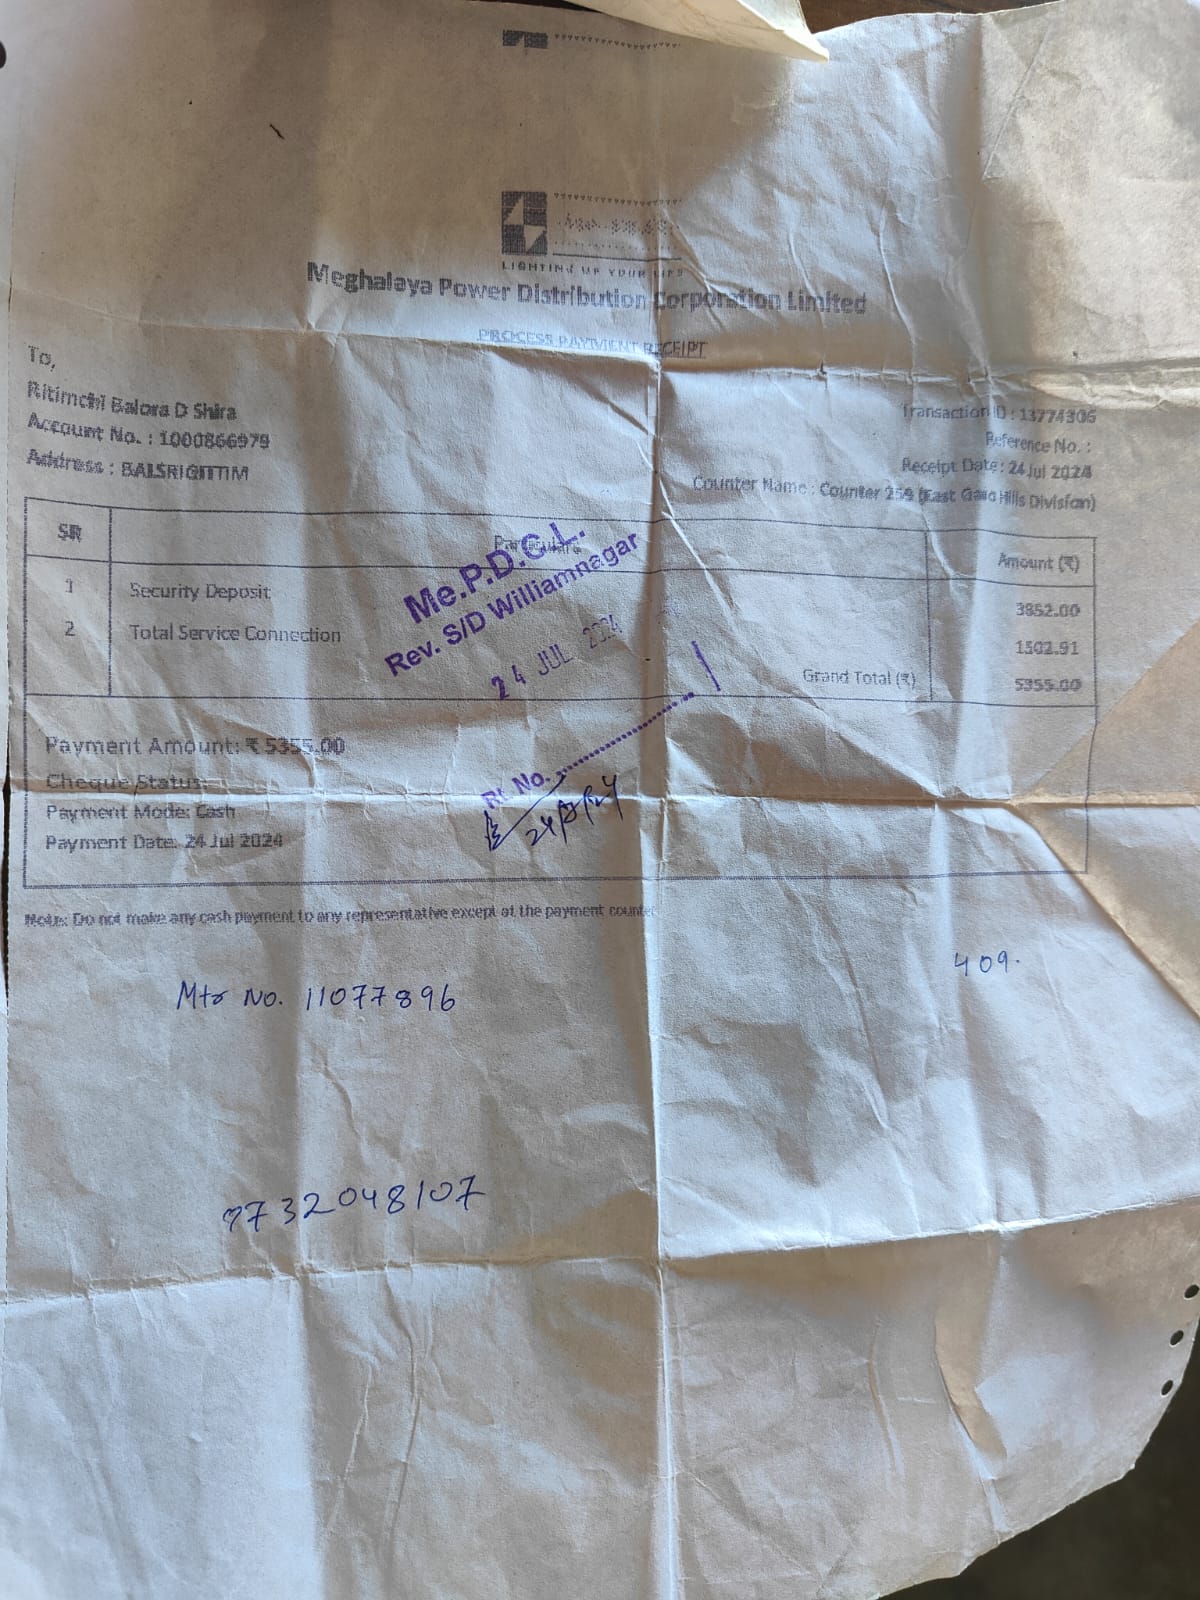 LIGHTING UP YOUR LIFE
Meghalaya Power Distribution Corporation Limited
PROCESS PAYMENT RECEIPT
To,
Ritimchi Balora D Shira
Account No. : 1000866979
Address : BALSRIGITTIM
Transaction ID : 13774306
Reference No. :
Receipt Date: 24 Jul 2024
Counter Name : Counter 259 (East Garo Hills Division)
SR Particulars Amount (₹)
1 Security Deposit 3852.00
2 Total Service Connection 1502.91
Grand Total (₹) 5355.00
Me.P.D.C.L.
Rev. S/D Williamnagar
24 JUL 2024
Rt No.
Payment Amount: ₹ 5355.00
Cheque Status:
Payment Mode: Cash
Payment Date: 24 Jul 2024
24/7/24
Note: Do not make any cash payment to any representative except at the payment counter
409.
Mtr No. 11077896
9732048107